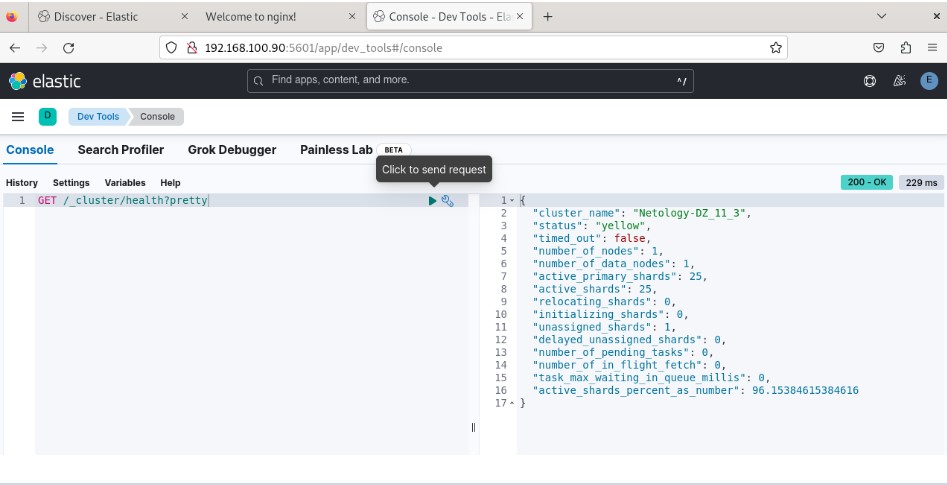 Discover - Elastic
Welcome to nginx!
Console - Dev Tools - Ela
192.168.100.90:5601/app/dev_tools#/console
elastic
Find apps, content, and more.
^/
E
D
Dev Tools
Console
Console
Search Profiler
Grok Debugger
Painless Lab
BETA
Click to send request
History
Settings
Variables
Help
200 - OK
229 ms
1 GET /_cluster/health?pretty
1 {
2 "cluster_name": "Netology-DZ_11_3",
3 "status": "yellow",
4 "timed_out": false,
5 "number_of_nodes": 1,
6 "number_of_data_nodes": 1,
7 "active_primary_shards": 25,
8 "active_shards": 25,
9 "relocating_shards": 0,
10 "initializing_shards": 0,
11 "unassigned_shards": 1,
12 "delayed_unassigned_shards": 0,
13 "number_of_pending_tasks": 0,
14 "number_of_in_flight_fetch": 0,
15 "task_max_waiting_in_queue_millis": 0,
16 "active_shards_percent_as_number": 96.15384615384616
17 }